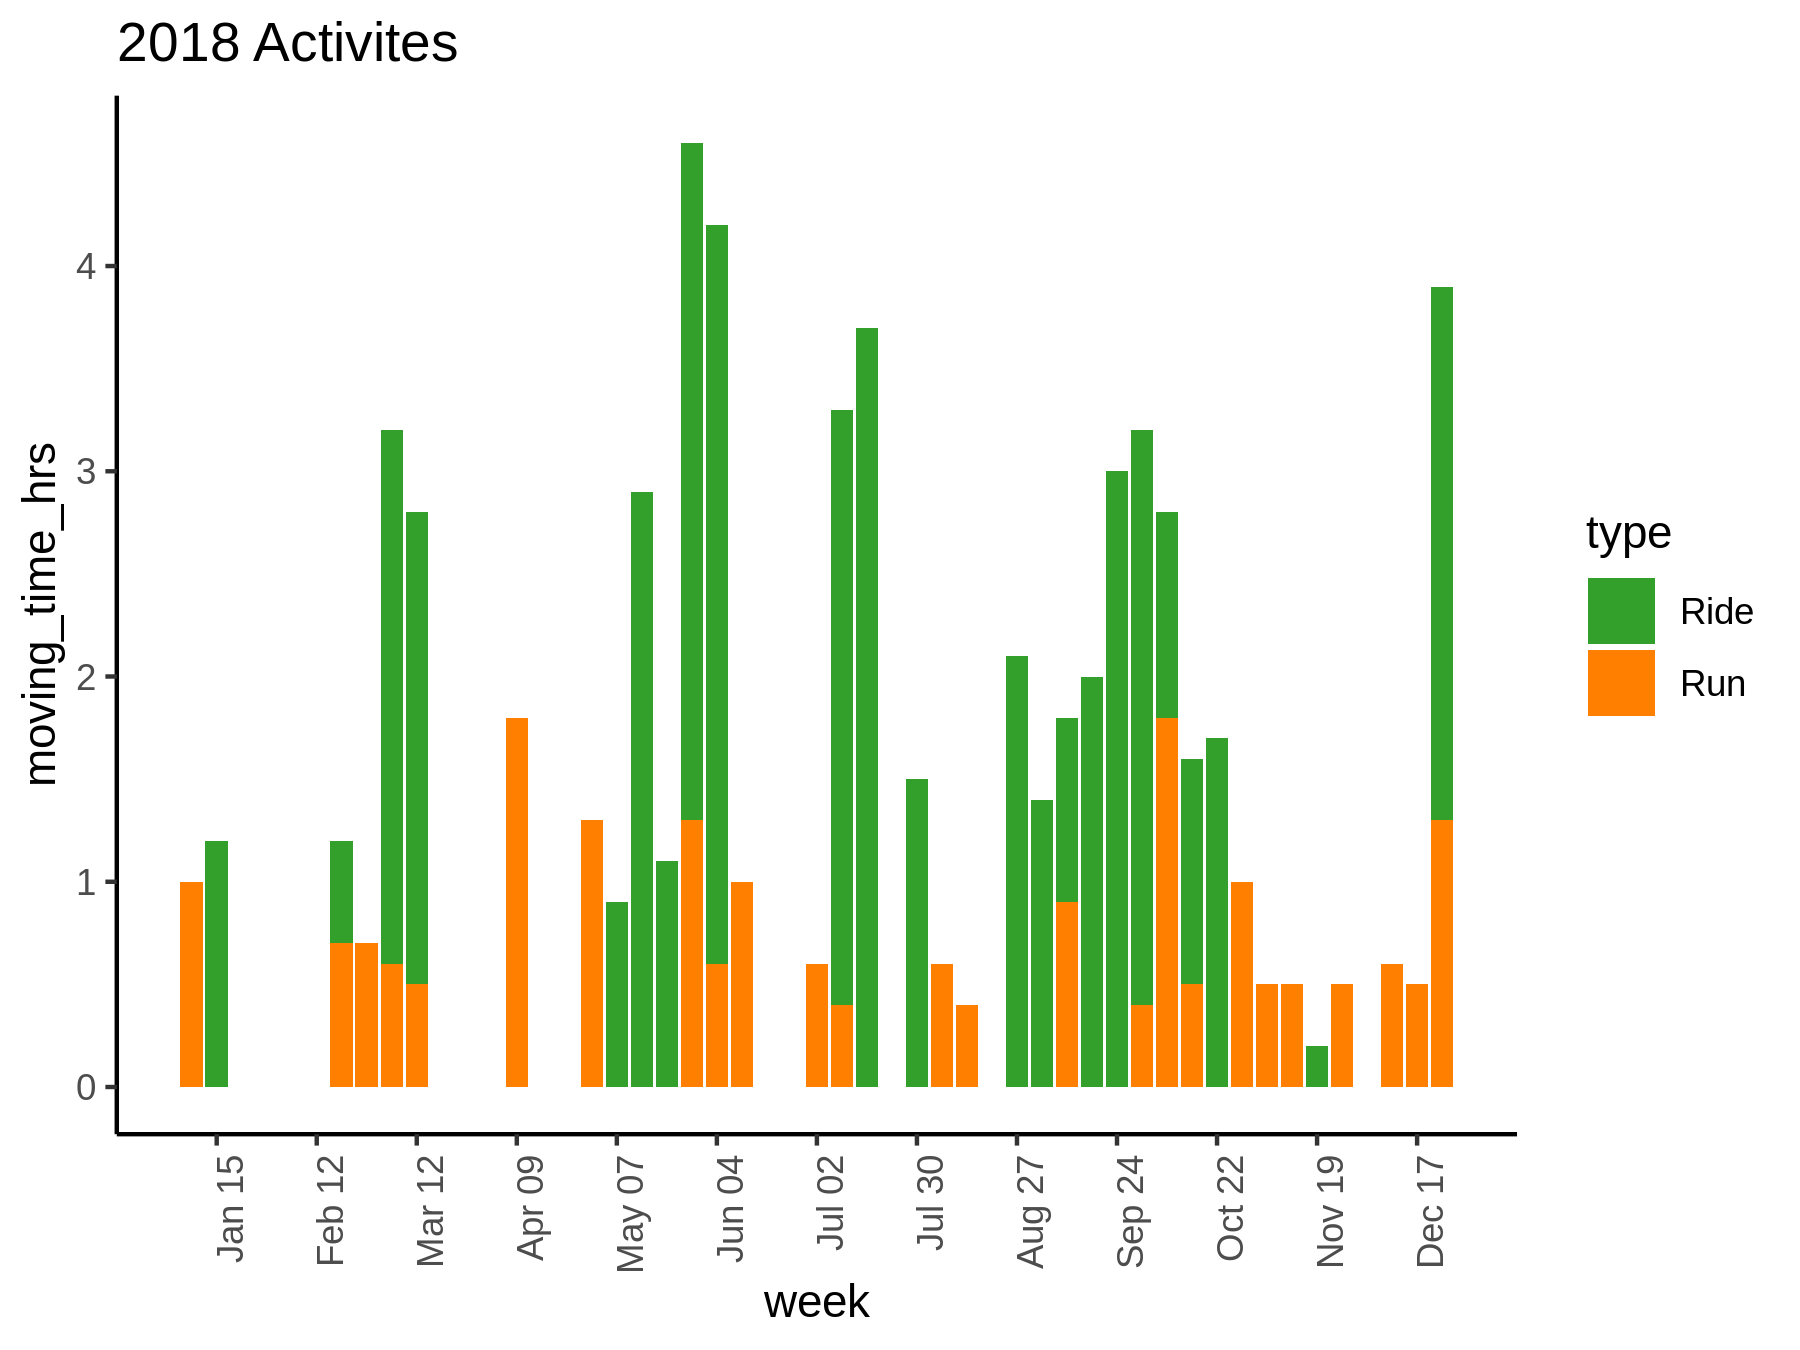 2018 Activites
moving_time_hrs
4
3
2
1
0
Jan 15
Feb 12
Mar 12
Apr 09
May 07
Jun 04
Jul 02
Jul 30
Aug 27
Sep 24
Oct 22
Nov 19
Dec 17
week
type
Ride
Run